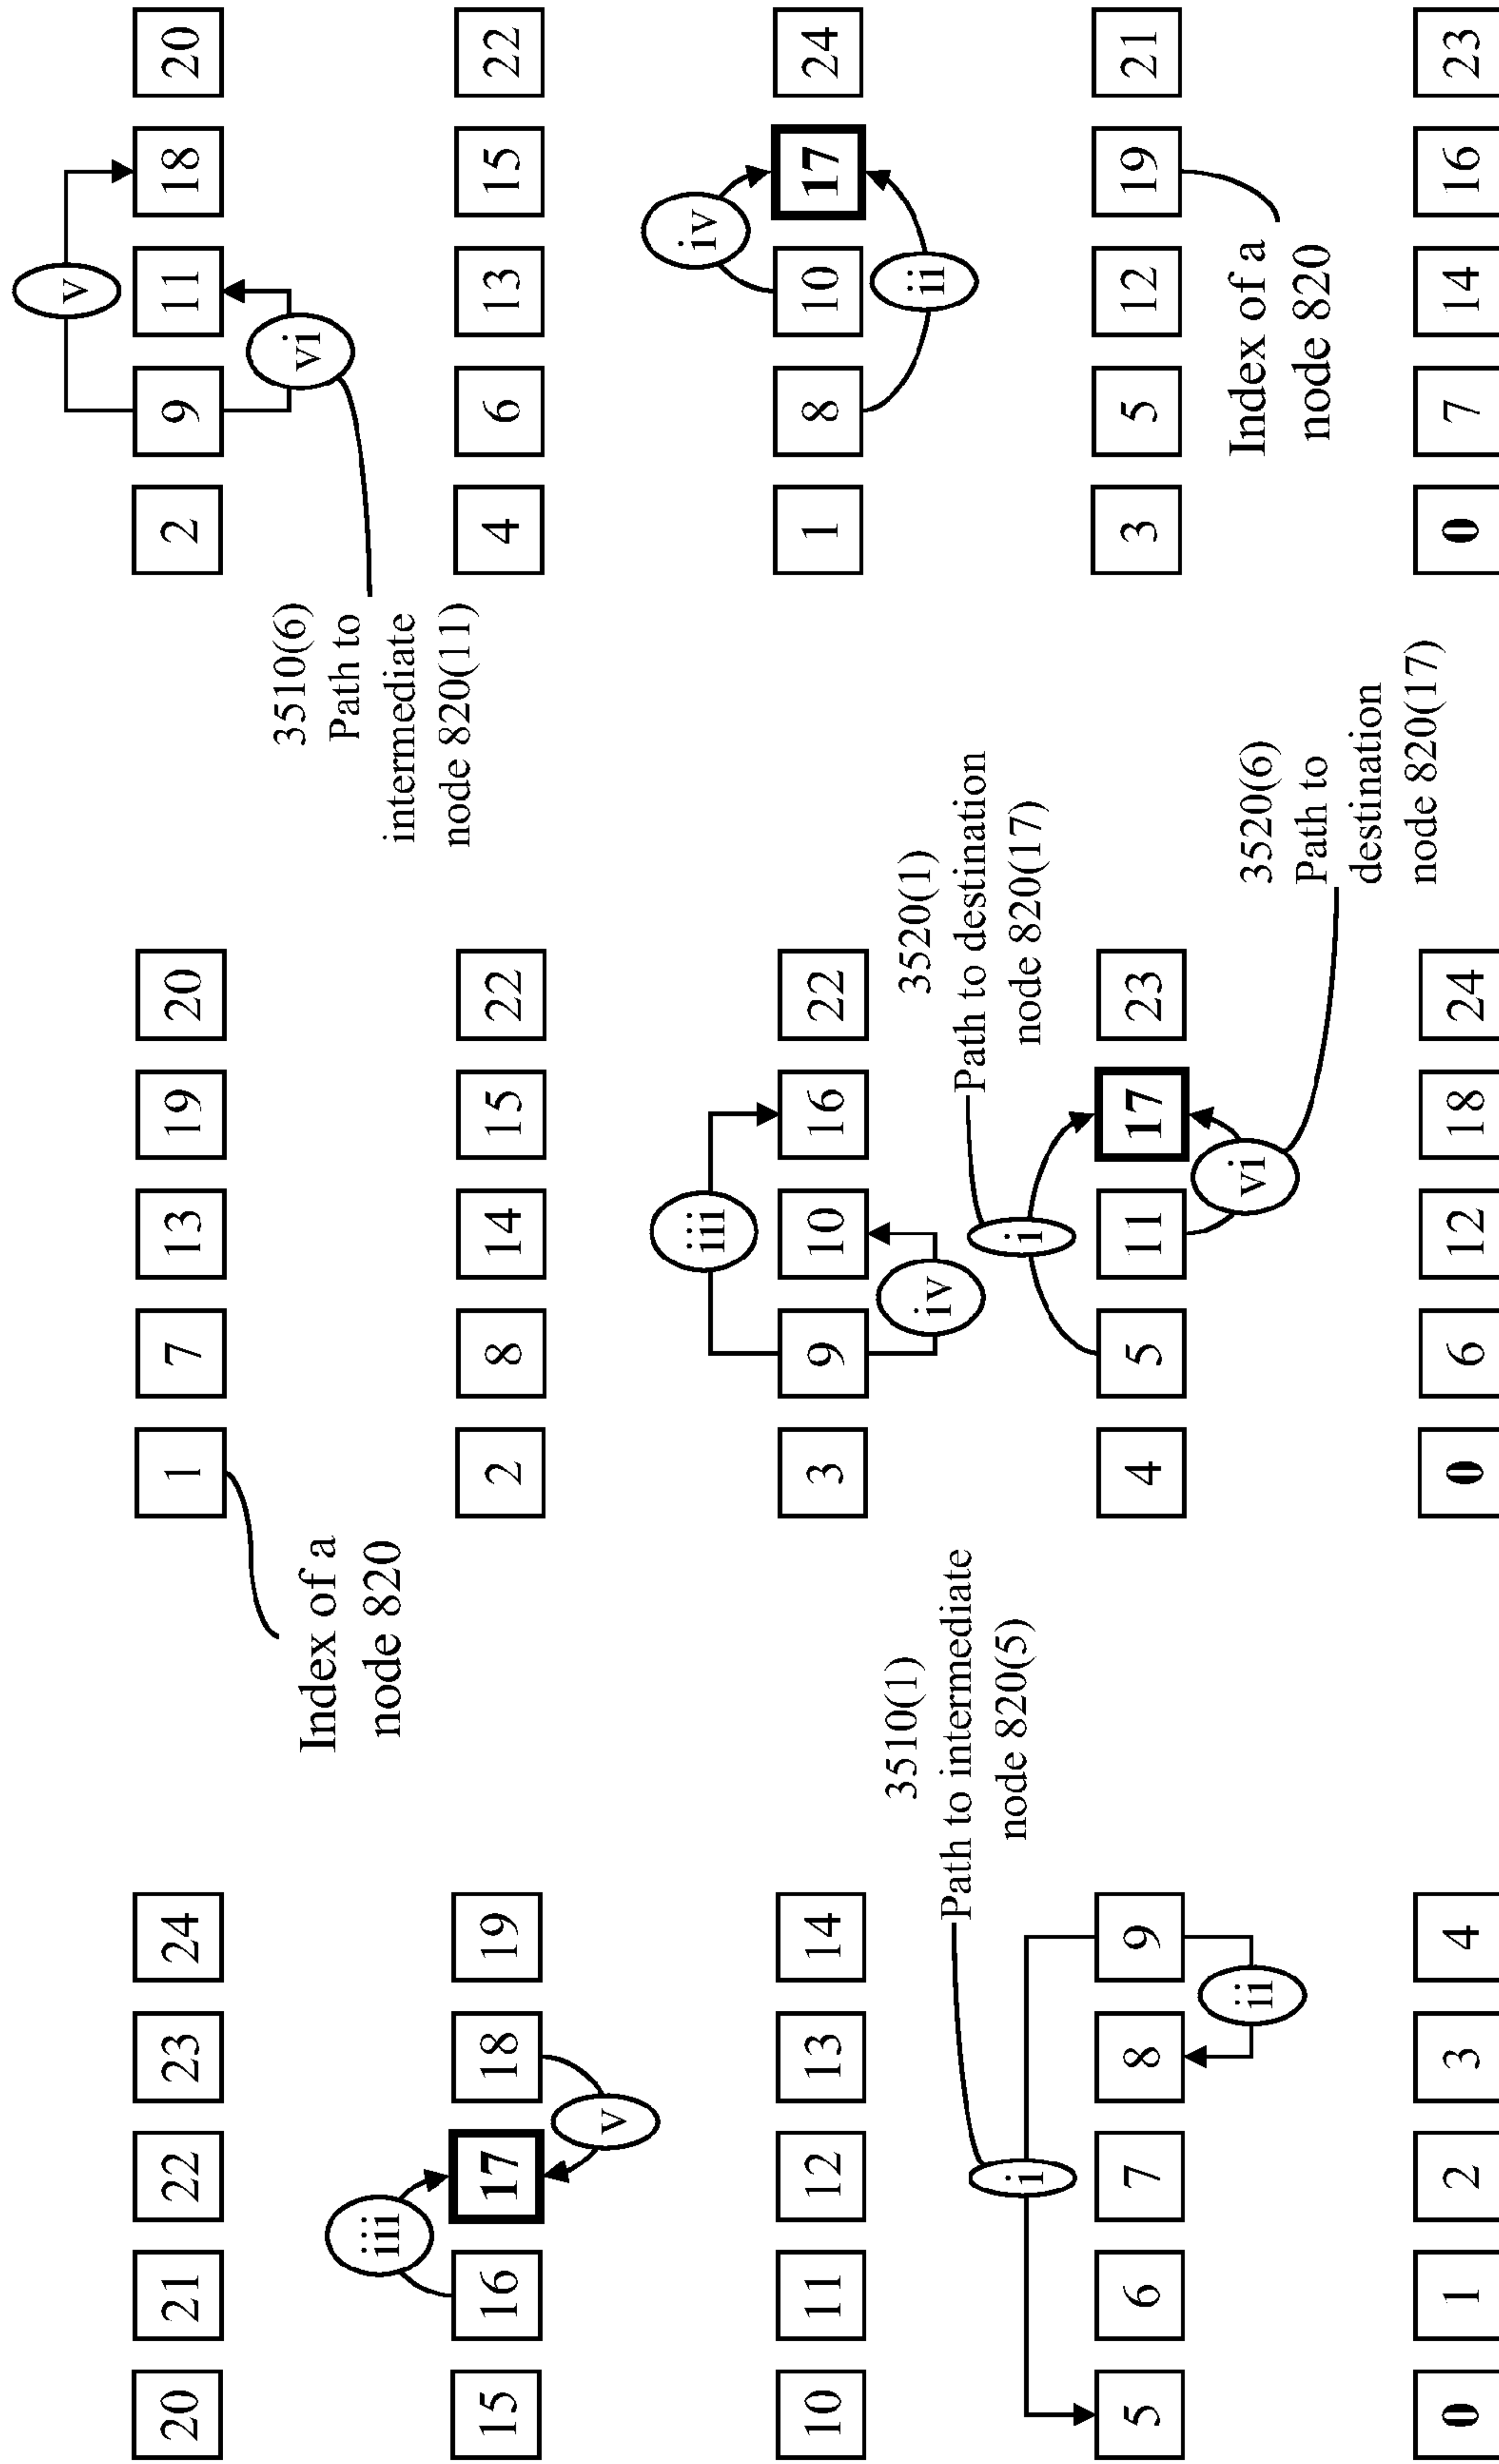 20 21 22 23 24
iii
15 16 17 18 19
v
10 11 12 13 14
3510(1)
Path to intermediate
node 820(5)
i
5 6 7 8 9
ii
0 1 2 3 4
1 7 13 19 20
Index of a
node 820
2 8 14 15 22
iii
3 9 10 16 22
iv
3520(1)
Path to destination
node 820(17)
i
4 5 11 17 23
vi
3520(6)
Path to
destination
node 820(17)
0 6 12 18 24
v
2 9 11 18 20
vi
3510(6)
Path to
intermediate
node 820(11)
4 6 13 15 22
iv
1 8 10 17 24
ii
3 5 12 19 21
Index of a
node 820
0 7 14 16 23